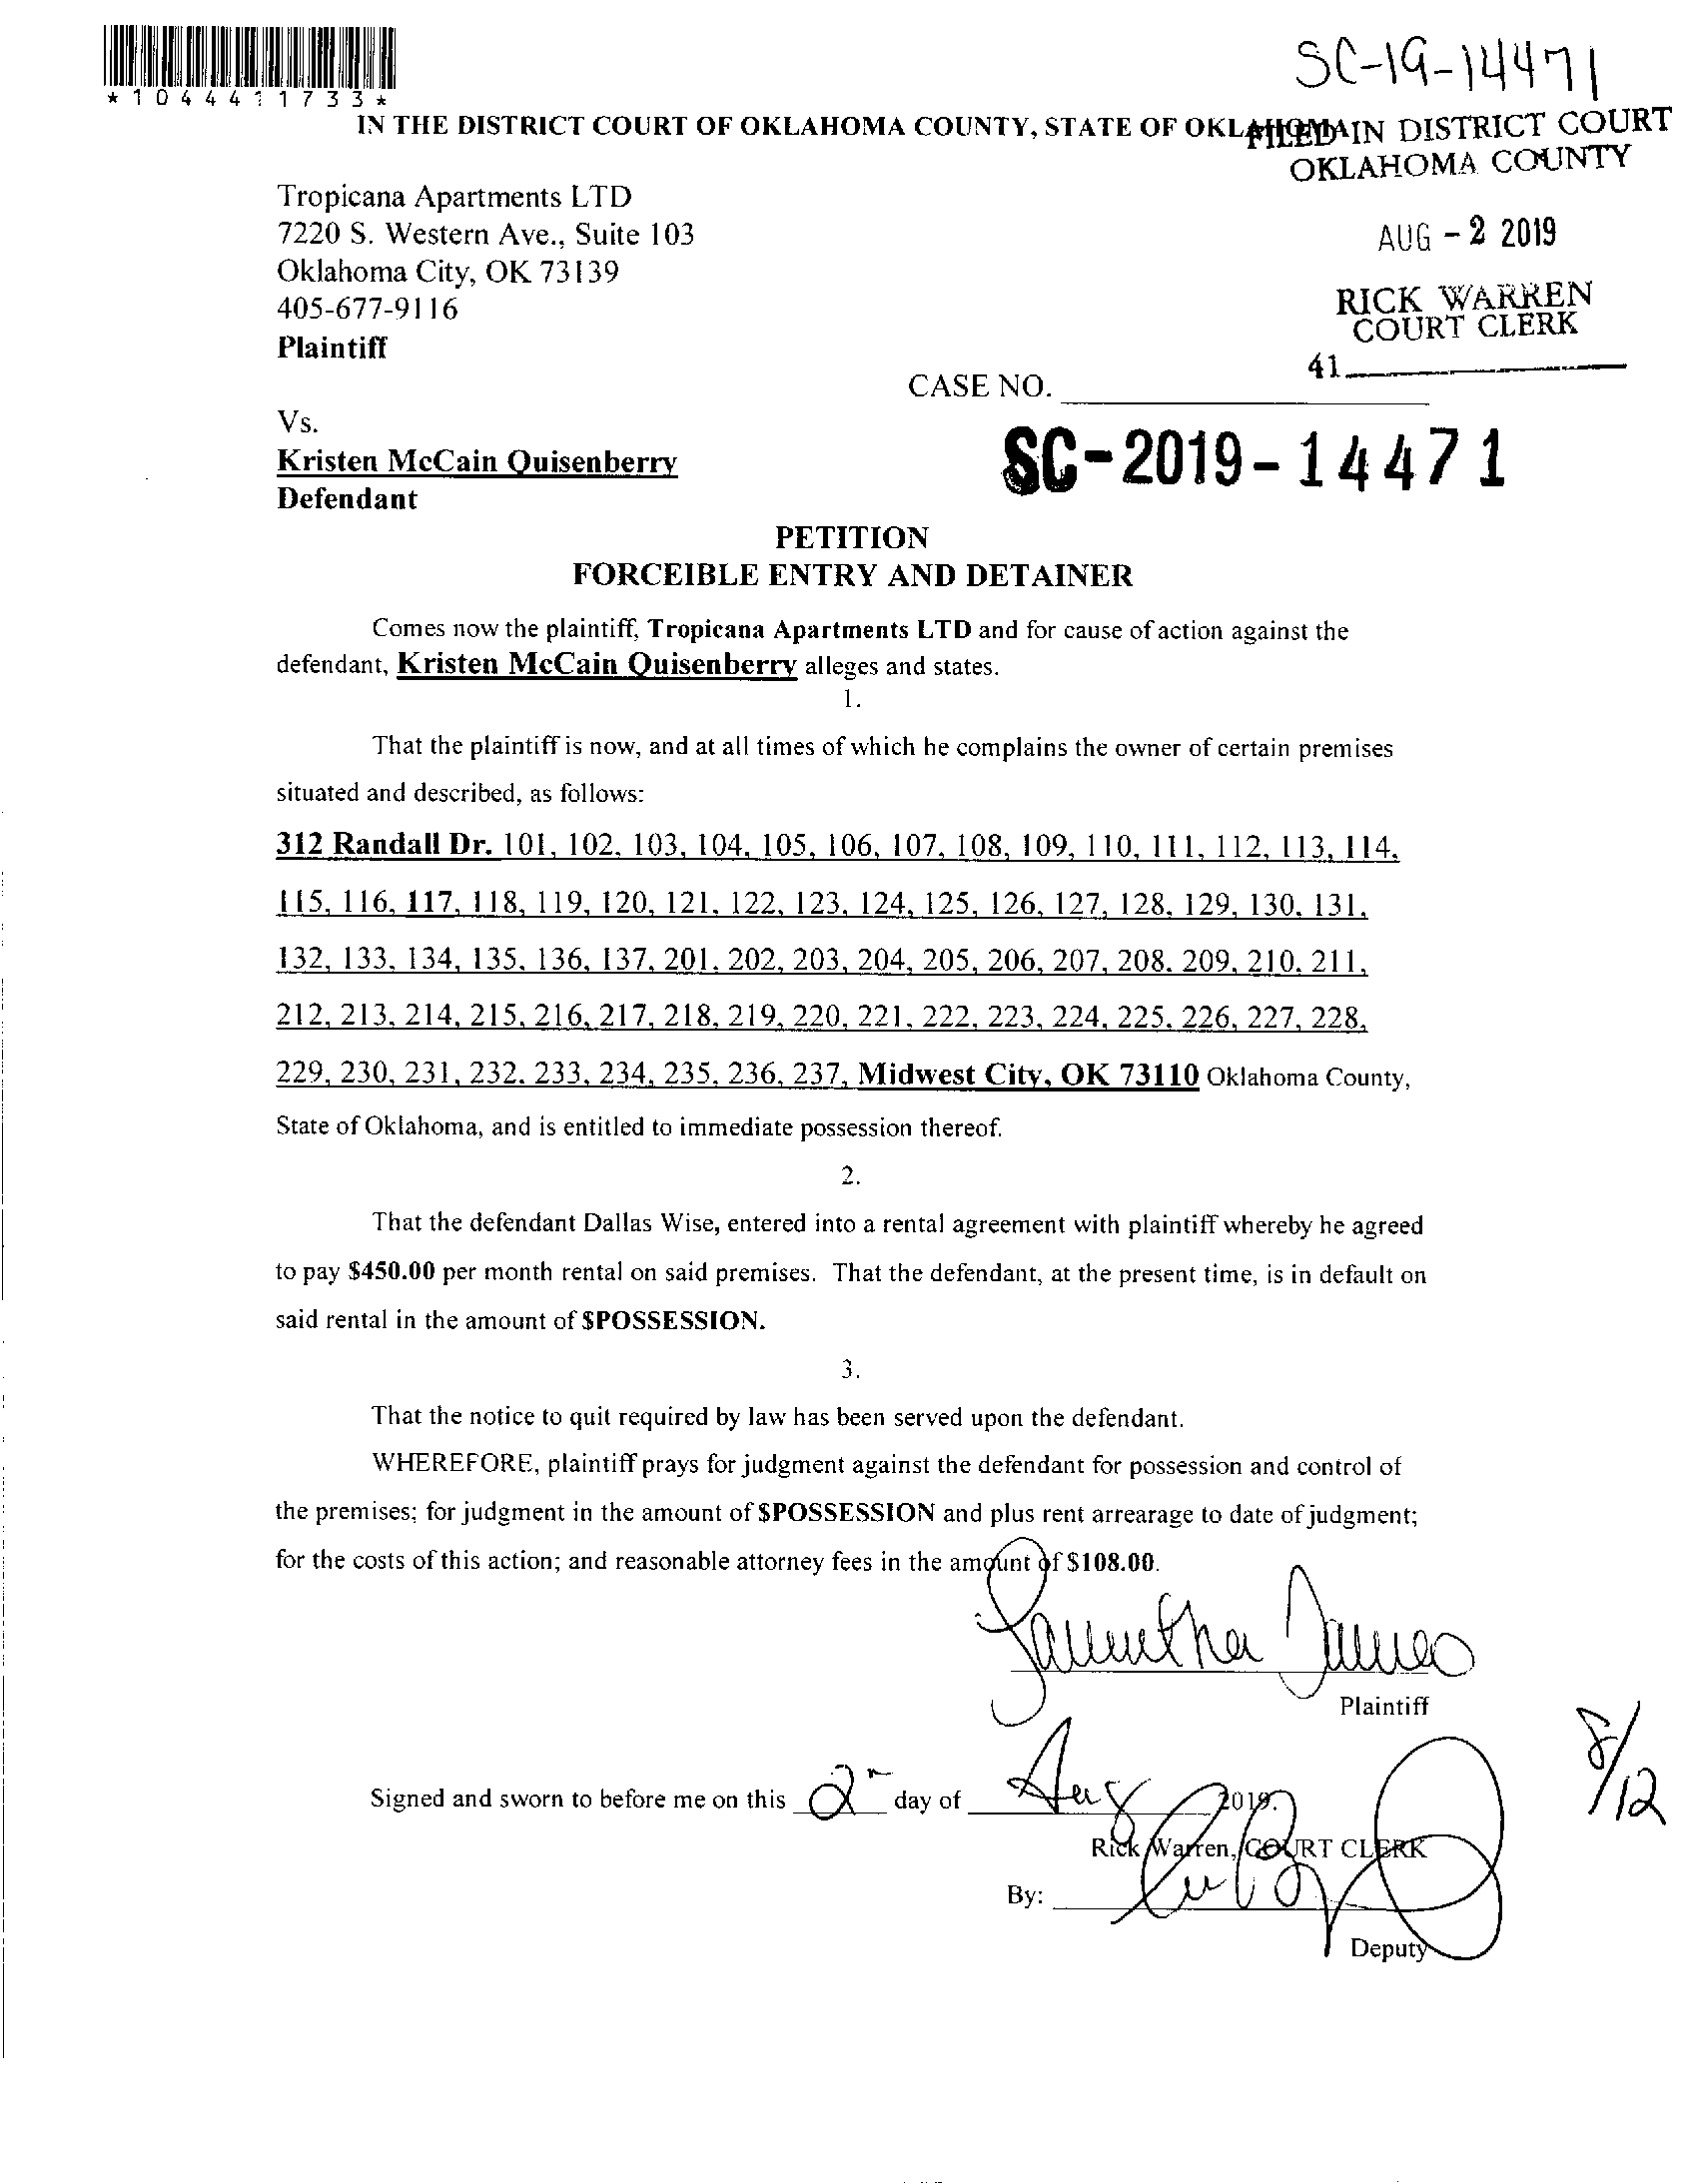 SC-19-14471
*1044411733*
IN THE DISTRICT COURT OF OKLAHOMA COUNTY, STATE OF OKLAHOMA
FILED IN DISTRICT COURT
OKLAHOMA COUNTY
Tropicana Apartments LTD
7220 S. Western Ave., Suite 103
AUG - 2 2019
Oklahoma City, OK 73139
405-677-9116
RICK WARREN
COURT CLERK
Plaintiff
41
CASE NO.
Vs.
SC-2019-14471
Kristen McCain Quisenberry
Defendant
PETITION
FORCEIBLE ENTRY AND DETAINER
Comes now the plaintiff, Tropicana Apartments LTD and for cause of action against the
defendant, Kristen McCain Quisenberry alleges and states.
1.
That the plaintiff is now, and at all times of which he complains the owner of certain premises
situated and described, as follows:
312 Randall Dr. 101, 102, 103, 104, 105, 106, 107, 108, 109, 110, 111, 112, 113, 114,
115, 116, 117, 118, 119, 120, 121, 122, 123, 124, 125, 126, 127, 128, 129, 130, 131,
132, 133, 134, 135, 136, 137, 201, 202, 203, 204, 205, 206, 207, 208, 209, 210, 211,
212, 213, 214, 215, 216, 217, 218, 219, 220, 221, 222, 223, 224, 225, 226, 227, 228,
229, 230, 231, 232, 233, 234, 235, 236, 237, Midwest City, OK 73110 Oklahoma County,
State of Oklahoma, and is entitled to immediate possession thereof.
2.
That the defendant Dallas Wise, entered into a rental agreement with plaintiff whereby he agreed
to pay $450.00 per month rental on said premises. That the defendant, at the present time, is in default on
said rental in the amount of $POSSESSION.
3.
That the notice to quit required by law has been served upon the defendant.
WHEREFORE, plaintiff prays for judgment against the defendant for possession and control of
the premises; for judgment in the amount of $POSSESSION and plus rent arrearage to date of judgment;
for the costs of this action; and reasonable attorney fees in the amount of $108.00.
Samantha James
Plaintiff
8/12
Signed and sworn to before me on this 2n day of Aug 2019.
Rick Warren, COURT CLERK
By:
Deputy